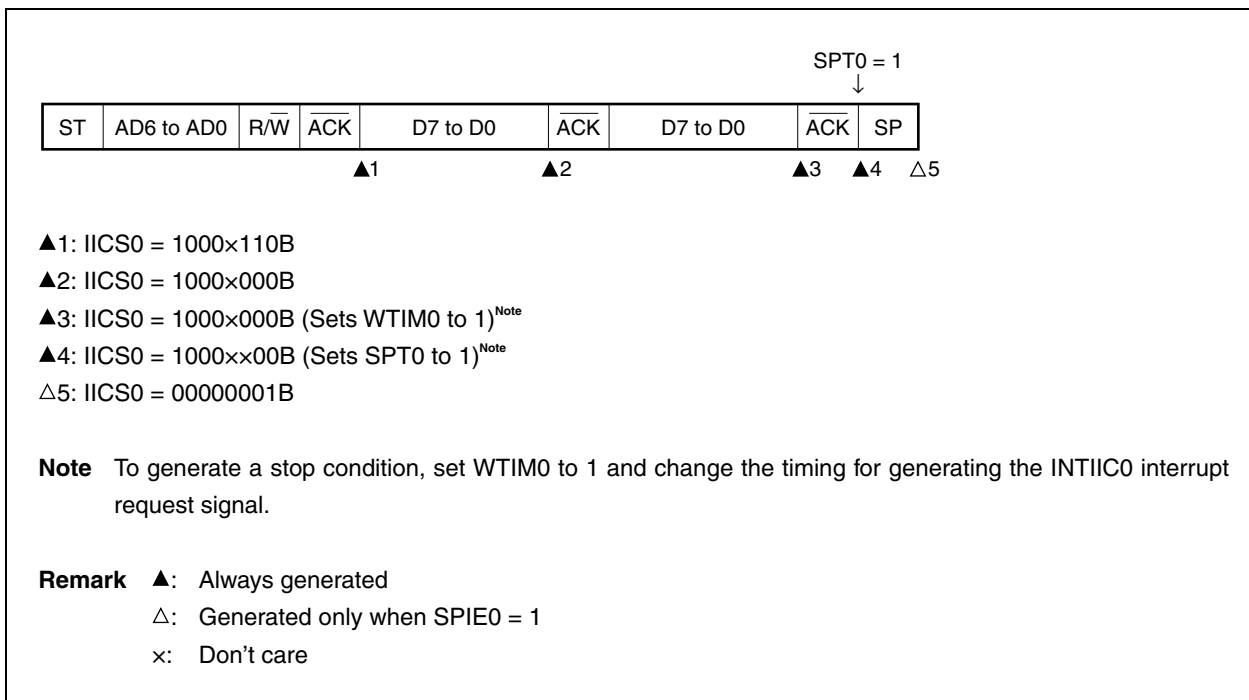 SPT0 = 1
↓
ST AD6 to AD0 R/W̅ A̅C̅K̅ D7 to D0 A̅C̅K̅ D7 to D0 A̅C̅K̅ SP
▲1 ▲2 ▲3 ▲4 △5
▲1: IICS0 = 1000×110B
▲2: IICS0 = 1000×000B
▲3: IICS0 = 1000×000B (Sets WTIM0 to 1)Note
▲4: IICS0 = 1000××00B (Sets SPT0 to 1)Note
△5: IICS0 = 00000001B
Note To generate a stop condition, set WTIM0 to 1 and change the timing for generating the INTIIC0 interrupt
request signal.
Remark ▲: Always generated
△: Generated only when SPIE0 = 1
×: Don't care